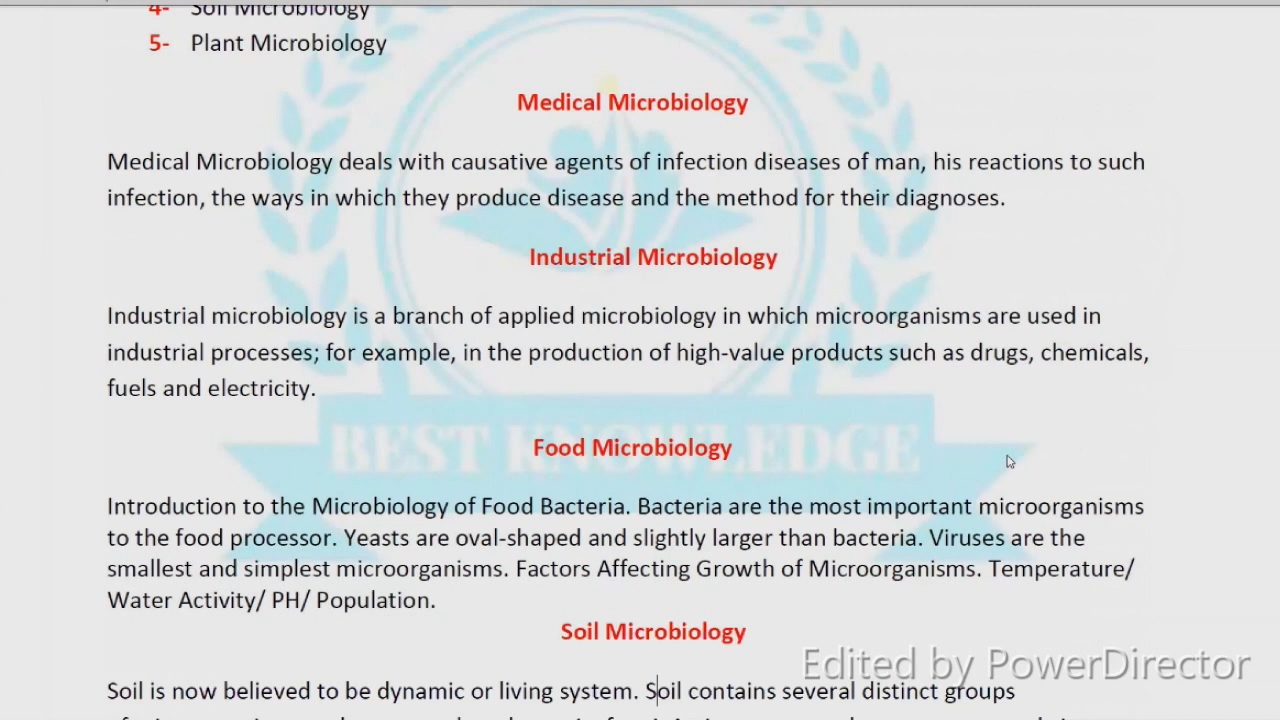 4- Soil Microbiology
5- Plant Microbiology
Medical Microbiology
Medical Microbiology deals with causative agents of infection diseases of man, his reactions to such
infection, the ways in which they produce disease and the method for their diagnoses.
Industrial Microbiology
Industrial microbiology is a branch of applied microbiology in which microorganisms are used in
industrial processes; for example, in the production of high-value products such as drugs, chemicals,
fuels and electricity.
BEST KNOWLEDGE
Food Microbiology
Introduction to the Microbiology of Food Bacteria. Bacteria are the most important microorganisms
to the food processor. Yeasts are oval-shaped and slightly larger than bacteria. Viruses are the
smallest and simplest microorganisms. Factors Affecting Growth of Microorganisms. Temperature/
Water Activity/ PH/ Population.
Soil Microbiology
Edited by PowerDirector
Soil is now believed to be dynamic or living system. Soil contains several distinct groups